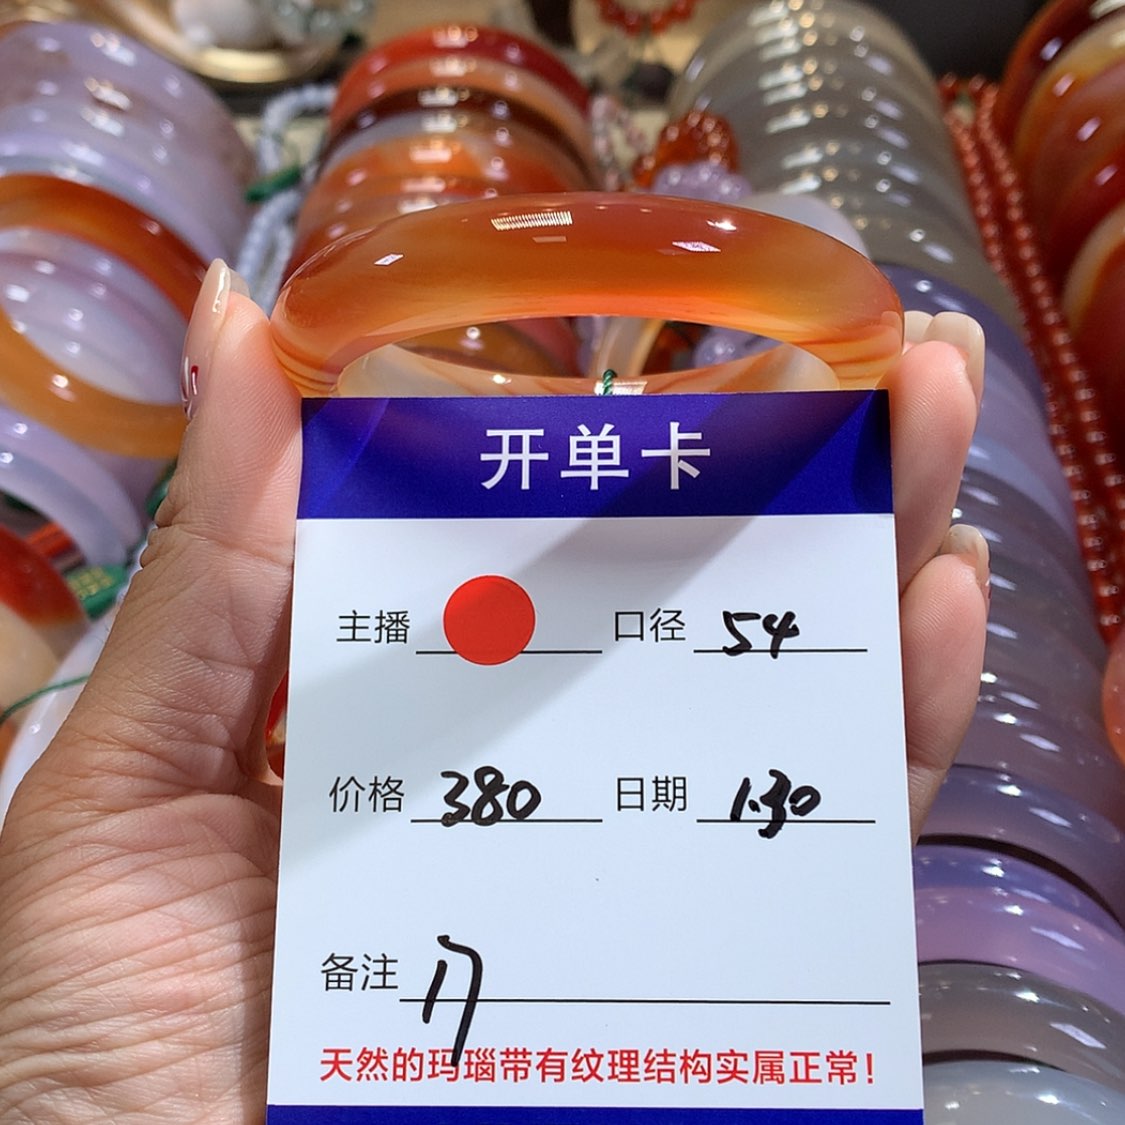 开单卡
主播 口径 54
价格 380 日期 1.30
备注 17
天然的玛瑙带有纹理结构实属正常！